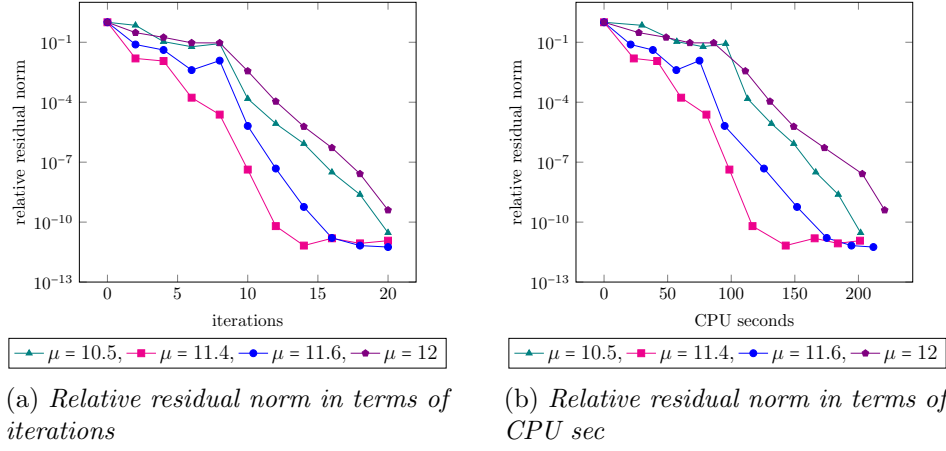 10^{-1}
10^{-4}
10^{-7}
10^{-10}
10^{-13}
relative residual norm
0 5 10 15 20
iterations
μ = 10.5, μ = 11.4, μ = 11.6, μ = 12
(a) Relative residual norm in terms of
iterations
10^{-1}
10^{-4}
10^{-7}
10^{-10}
10^{-13}
relative residual norm
0 50 100 150 200
CPU seconds
μ = 10.5, μ = 11.4, μ = 11.6, μ = 12
(b) Relative residual norm in terms of
CPU sec